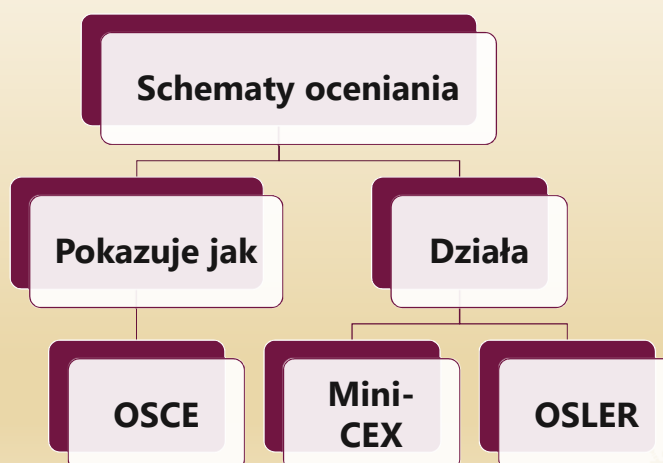 Schematy oceniania
Pokazuje jak
Działa
OSCE
Mini-
CEX
OSLER